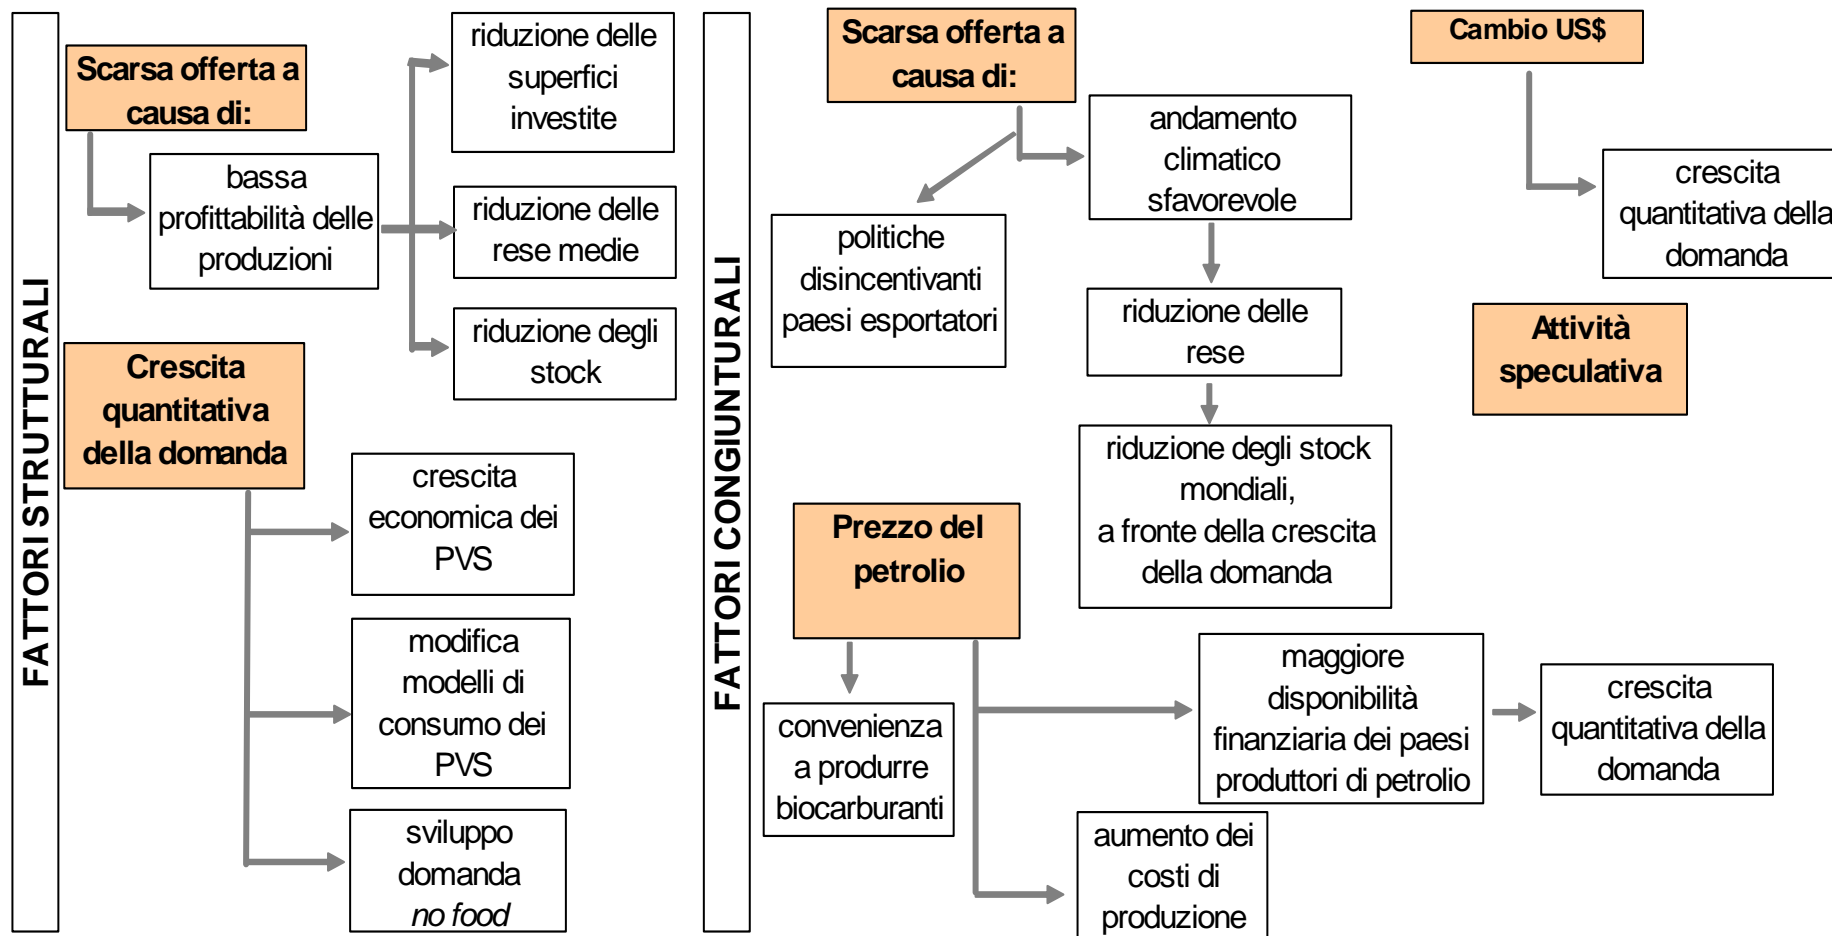 FATTORI STRUTTURALI
Scarsa offerta a
causa di:
bassa
profittabilità delle
produzioni
riduzione delle
superfici
investite
riduzione delle
rese medie
riduzione degli
stock
Crescita
quantitativa
della domanda
crescita
economica dei
PVS
modifica
modelli di
consumo dei
PVS
sviluppo
domanda
no food
FATTORI CONGIUNTURALI
Scarsa offerta a
causa di:
politiche
disincentivanti
paesi esportatori
andamento
climatico
sfavorevole
riduzione delle
rese
riduzione degli stock
mondiali,
a fronte della crescita
della domanda
Prezzo del
petrolio
convenienza
a produrre
biocarburanti
maggiore
disponibilità
finanziaria dei paesi
produttori di petrolio
crescita
quantitativa della
domanda
aumento dei
costi di
produzione
Cambio US$
crescita
quantitativa della
domanda
Attività
speculativa